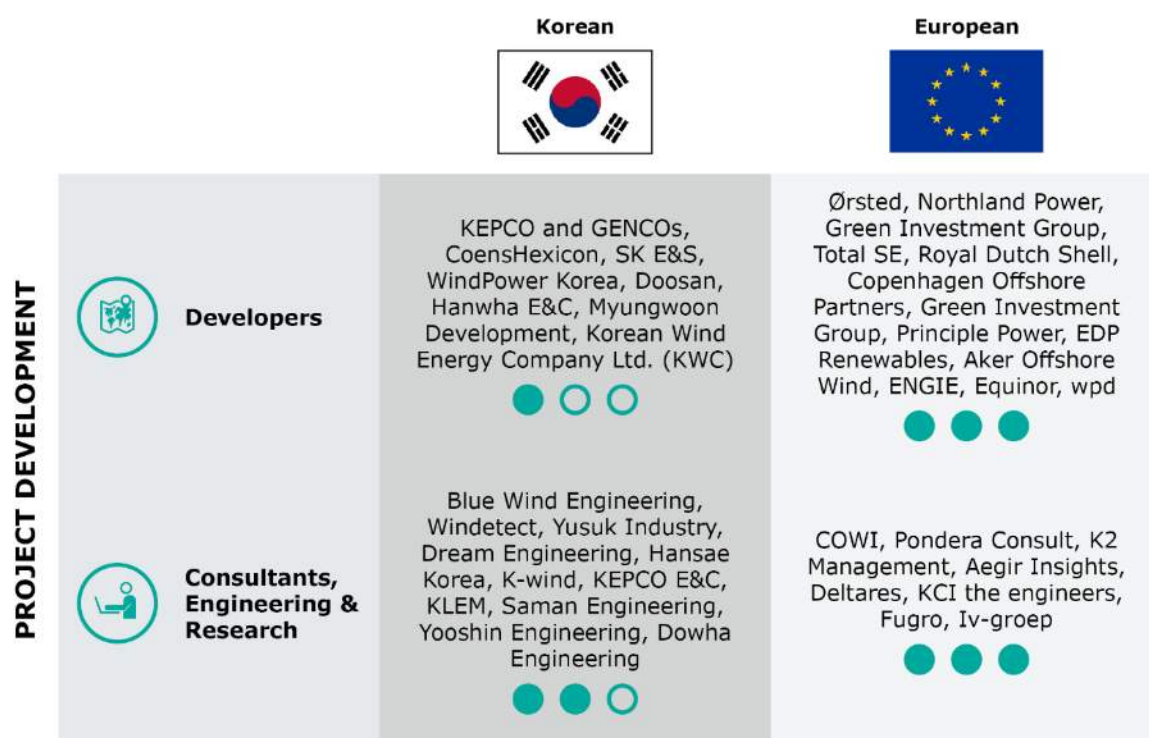 Korean
European
PROJECT DEVELOPMENT
Developers
KEPCO and GENCOs,
CoensHexicon, SK E&S,
WindPower Korea, Doosan,
Hanwha E&C, Myungwoon
Development, Korean Wind
Energy Company Ltd. (KWC)
Ørsted, Northland Power,
Green Investment Group,
Total SE, Royal Dutch Shell,
Copenhagen Offshore
Partners, Green Investment
Group, Principle Power, EDP
Renewables, Aker Offshore
Wind, ENGIE, Equinor, wpd
Consultants,
Engineering &
Research
Blue Wind Engineering,
Windetect, Yusuk Industry,
Dream Engineering, Hansae
Korea, K-wind, KEPCO E&C,
KLEM, Saman Engineering,
Yooshin Engineering, Dowha
Engineering
COWI, Pondera Consult, K2
Management, Aegir Insights,
Deltares, KCI the engineers,
Fugro, Iv-groep